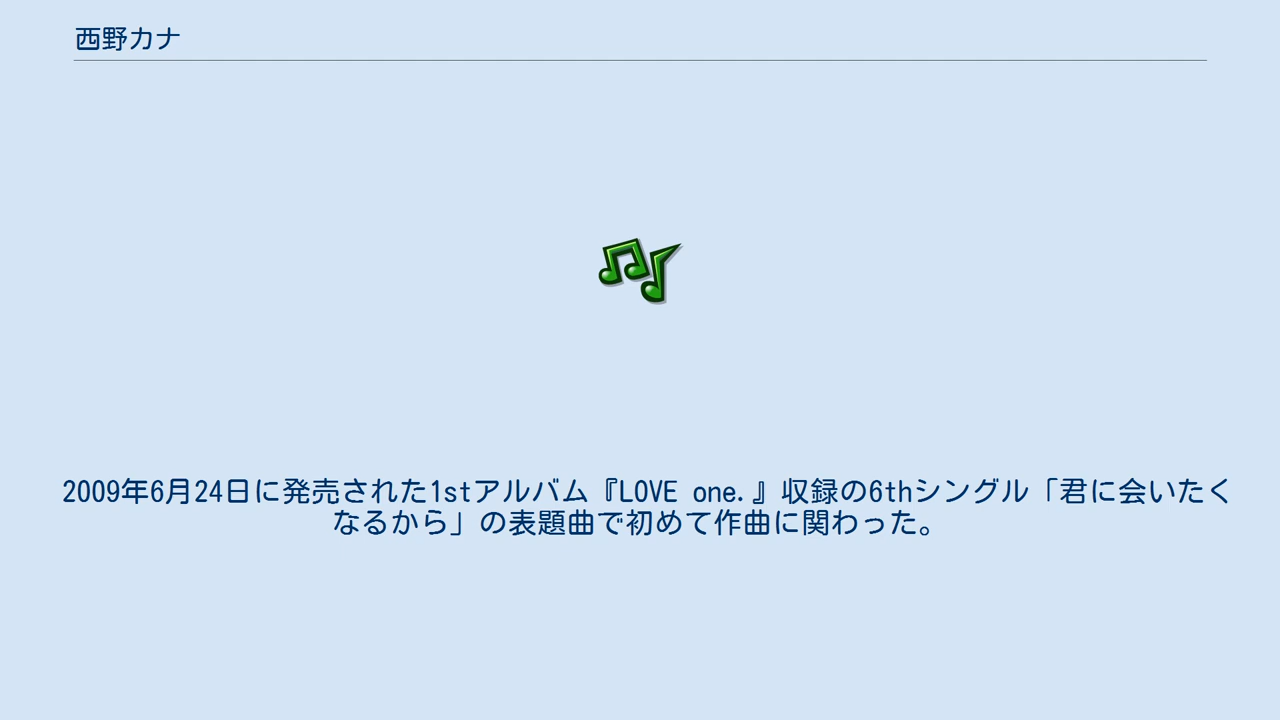 西野カナ
2009年6月24日に発売された1stアルバム『LOVE one.』収録の6thシングル「君に会いたく
なるから」の表題曲で初めて作曲に関わった。